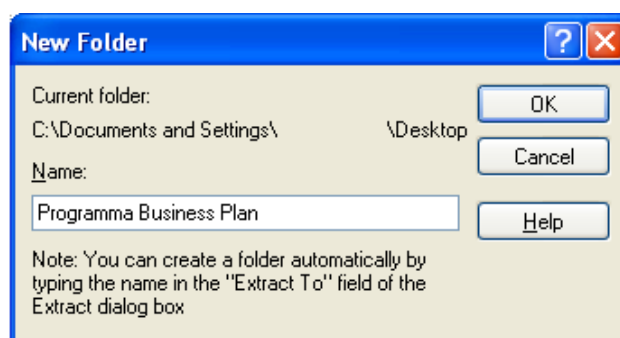 New Folder
Current folder:
C:\Documents and Settings\ \Desktop
Name:
Programma Business Plan
Note: You can create a folder automatically by
typing the name in the "Extract To" field of the
Extract dialog box
OK
Cancel
Help